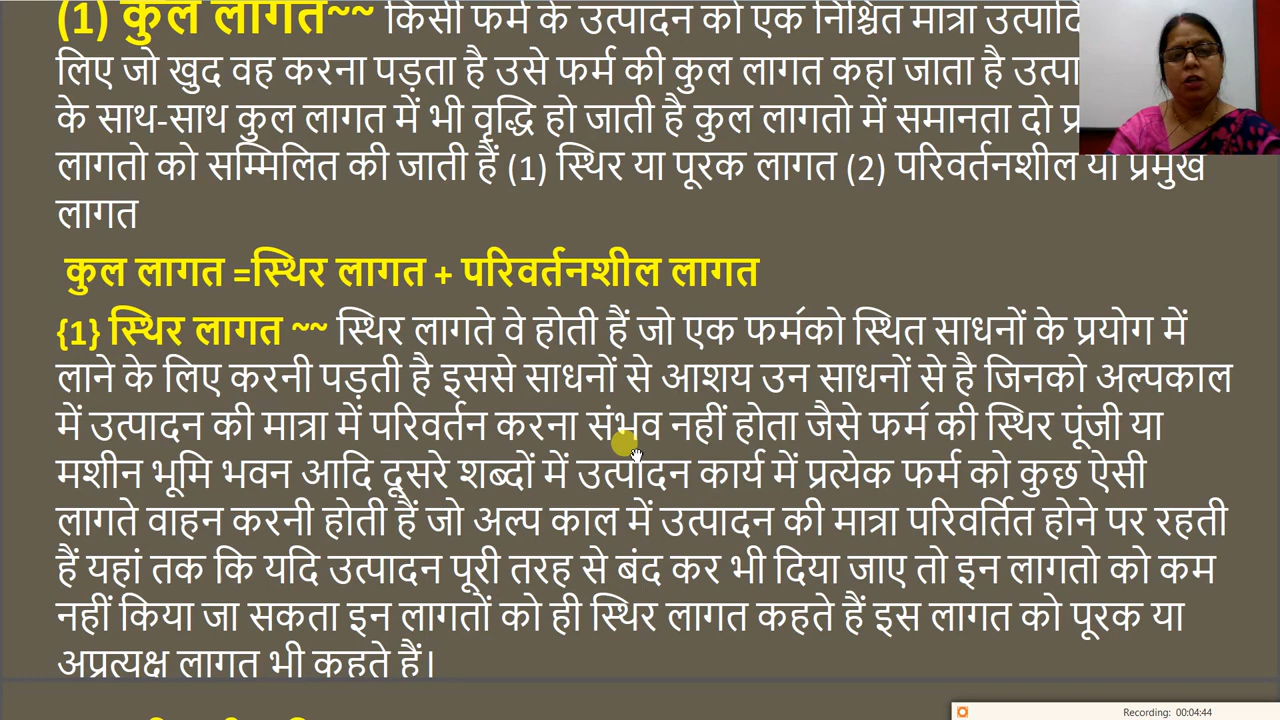 (1) कुल लागत~~ किसी फर्म के उत्पादन को एक निश्चित मात्रा
लिए जो खुद वह करना पड़ता है उसे फर्म की कुल लागत कहा जाता है
के साथ-साथ कुल लागत में भी वृद्धि हो जाती है कुल लागतो में समानता दो
लागतो को सम्मिलित की जाती हैं (1) स्थिर या पूरक लागत (2) परिवर्तनशील या प्रमुख
लागत
कुल लागत =स्थिर लागत + परिवर्तनशील लागत
{1} स्थिर लागत ~~ स्थिर लागते वे होती हैं जो एक फर्मको स्थित साधनों के प्रयोग में
लाने के लिए करनी पड़ती है इससे साधनों से आशय उन साधनों से है जिनको अल्पकाल
में उत्पादन की मात्रा में परिवर्तन करना संभव नहीं होता जैसे फर्म की स्थिर पूंजी या
मशीन भूमि भवन आदि दूसरे शब्दों में उत्पादन कार्य में प्रत्येक फर्म को कुछ ऐसी
लागते वाहन करनी होती हैं जो अल्प काल में उत्पादन की मात्रा परिवर्तित होने पर रहती
हैं यहां तक कि यदि उत्पादन पूरी तरह से बंद कर भी दिया जाए तो इन लागतो को कम
नहीं किया जा सकता इन लागतों को ही स्थिर लागत कहते हैं इस लागत को पूरक या
अप्रत्यक्ष लागत भी कहते हैं।
Recording: 00:04:44